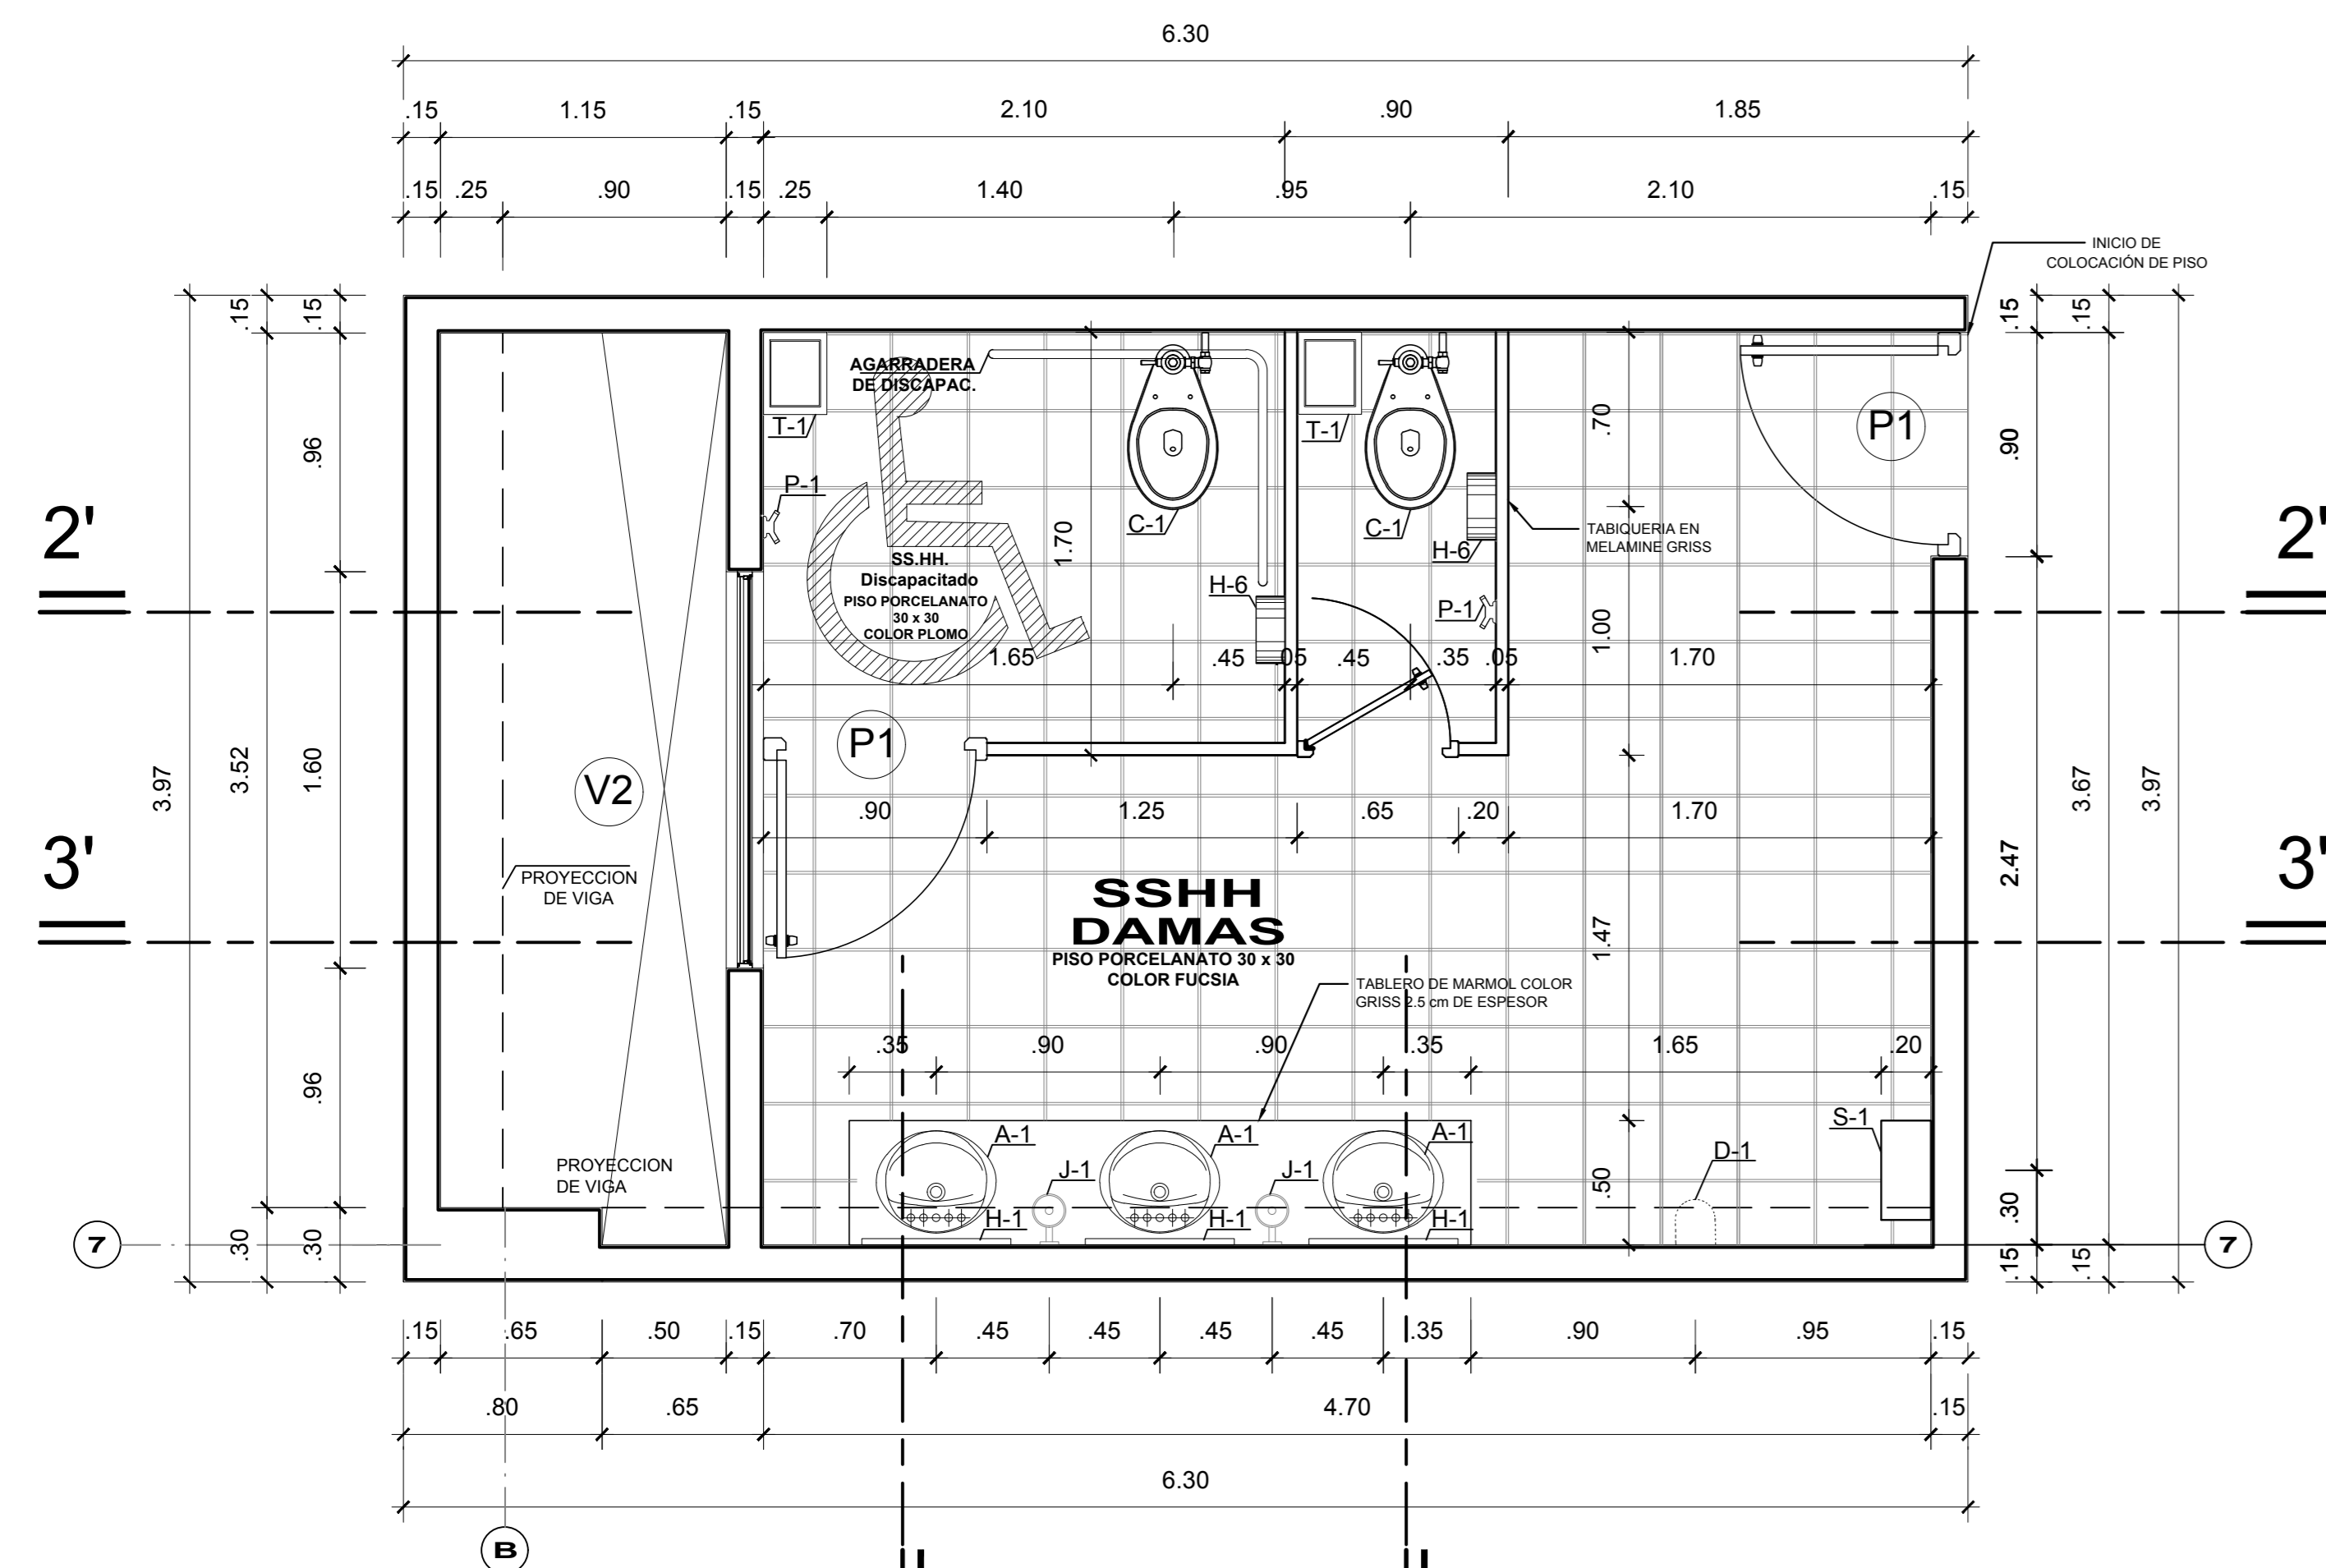 6.30
.15 1.15 .15 2.10 .90 1.85
.15 .25 .90 .15 .25 1.40 .95 2.10 .15
INICIO DE
COLOCACIÓN DE PISO
.15 .15 .15 .15
AGARRADERA
DE DISCAPAC.
T-1 T-1
P1
.70
.96 .90
P-1
C-1 C-1
2' 2'
TABIQUERIA EN
MELAMINE GRISS
1.70
H-6
SS.HH.
Discapacitado
PISO PORCELANATO
30 x 30
COLOR PLOMO
H-6
P-1
1.00
1.65 .45 .05 .45 .35 .05 1.70
P1
V2
3.97 3.52 1.60 3.67 3.97
.90 1.25 .65 .20 1.70
3' 3'
2.47
PROYECCION
DE VIGA
SSHH
DAMAS
PISO PORCELANATO 30 x 30
COLOR FUCSIA
1.47
TABLERO DE MARMOL COLOR
GRISS 2.5 cm DE ESPESOR
.35 .90 .90 .35 1.65 .20
.96
A-1 A-1 A-1 S-1
D-1
PROYECCION
DE VIGA
J-1 J-1
.50
H-1 H-1 H-1
.30
7 7
.30 .30 .15 .15
.15 .65 .50 .15 .70 .45 .45 .45 .45 .35 .90 .95 .15
.80 .65 4.70 .15
6.30
B